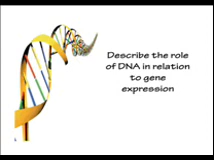 Describe the role
of DNA in relation
to gene
expression